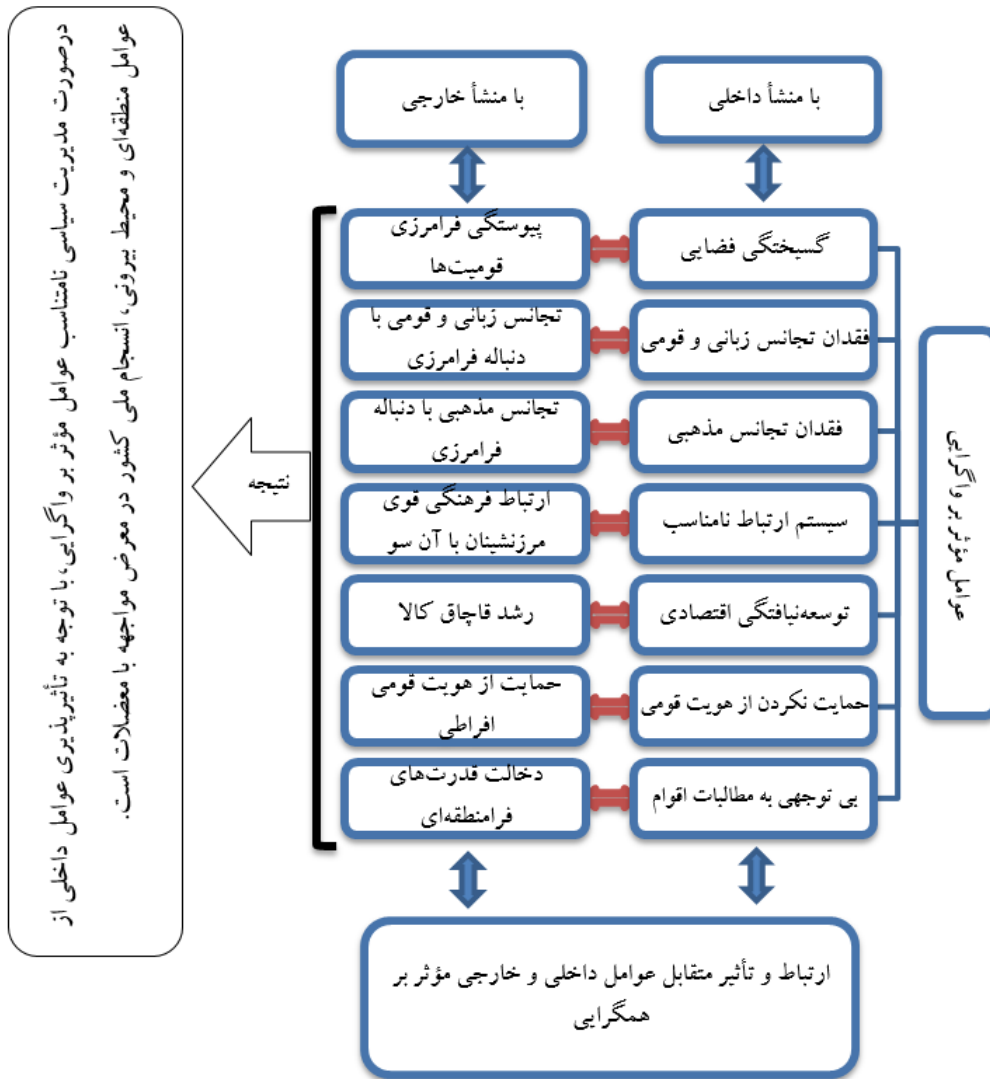 با منشأ داخلی
با منشأ خارجی
عوامل مؤثر بر واگرایی
گسیختگی فضایی
پیوستگی فرامرزی
قومیت‌ها
فقدان تجانس زبانی و قومی
تجانس زبانی و قومی با
دنباله فرامرزی
فقدان تجانس مذهبی
تجانس مذهبی با دنباله
فرامرزی
سیستم ارتباط نامناسب
ارتباط فرهنگی قوی
مرزنشینان با آن سو
توسعه‌نیافتگی اقتصادی
رشد قاچاق کالا
حمایت نکردن از هویت قومی
حمایت از هویت قومی
افراطی
بی توجهی به مطالبات اقوام
دخالت قدرت‌های
فرامنطقه‌ای
ارتباط و تأثیر متقابل عوامل داخلی و خارجی مؤثر بر
همگرایی
نتیجه
درصورت مدیریت سیاسی نامتناسب عوامل مؤثر بر واگرایی، با توجه به تأثیرپذیری عوامل داخلی از
عوامل منطقه‌ای و محیط بیرونی، انسجام ملی کشور در معرض مواجهه با معضلات است.